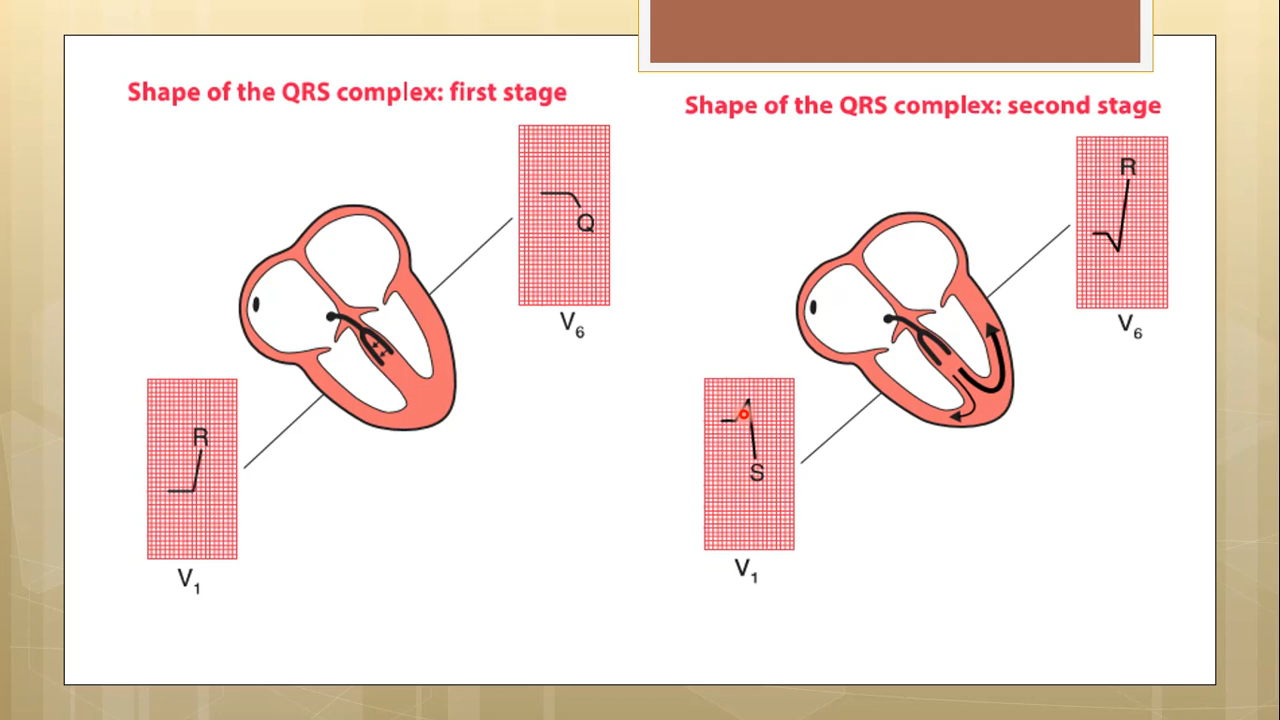 Shape of the QRS complex: first stage
Q
V6
R
V1
Shape of the QRS complex: second stage
R
V6
S
V1